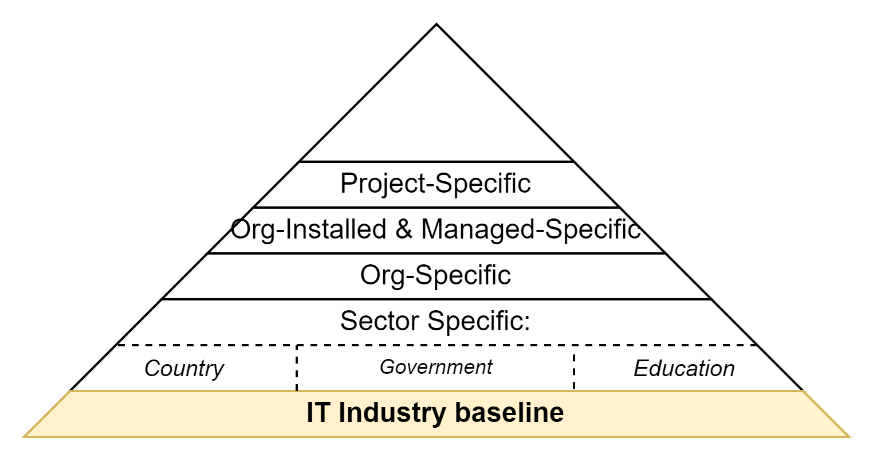 Project-Specific
Org-Installed & Managed-Specific
Org-Specific
Sector Specific:
Country
Government
Education
IT Industry baseline